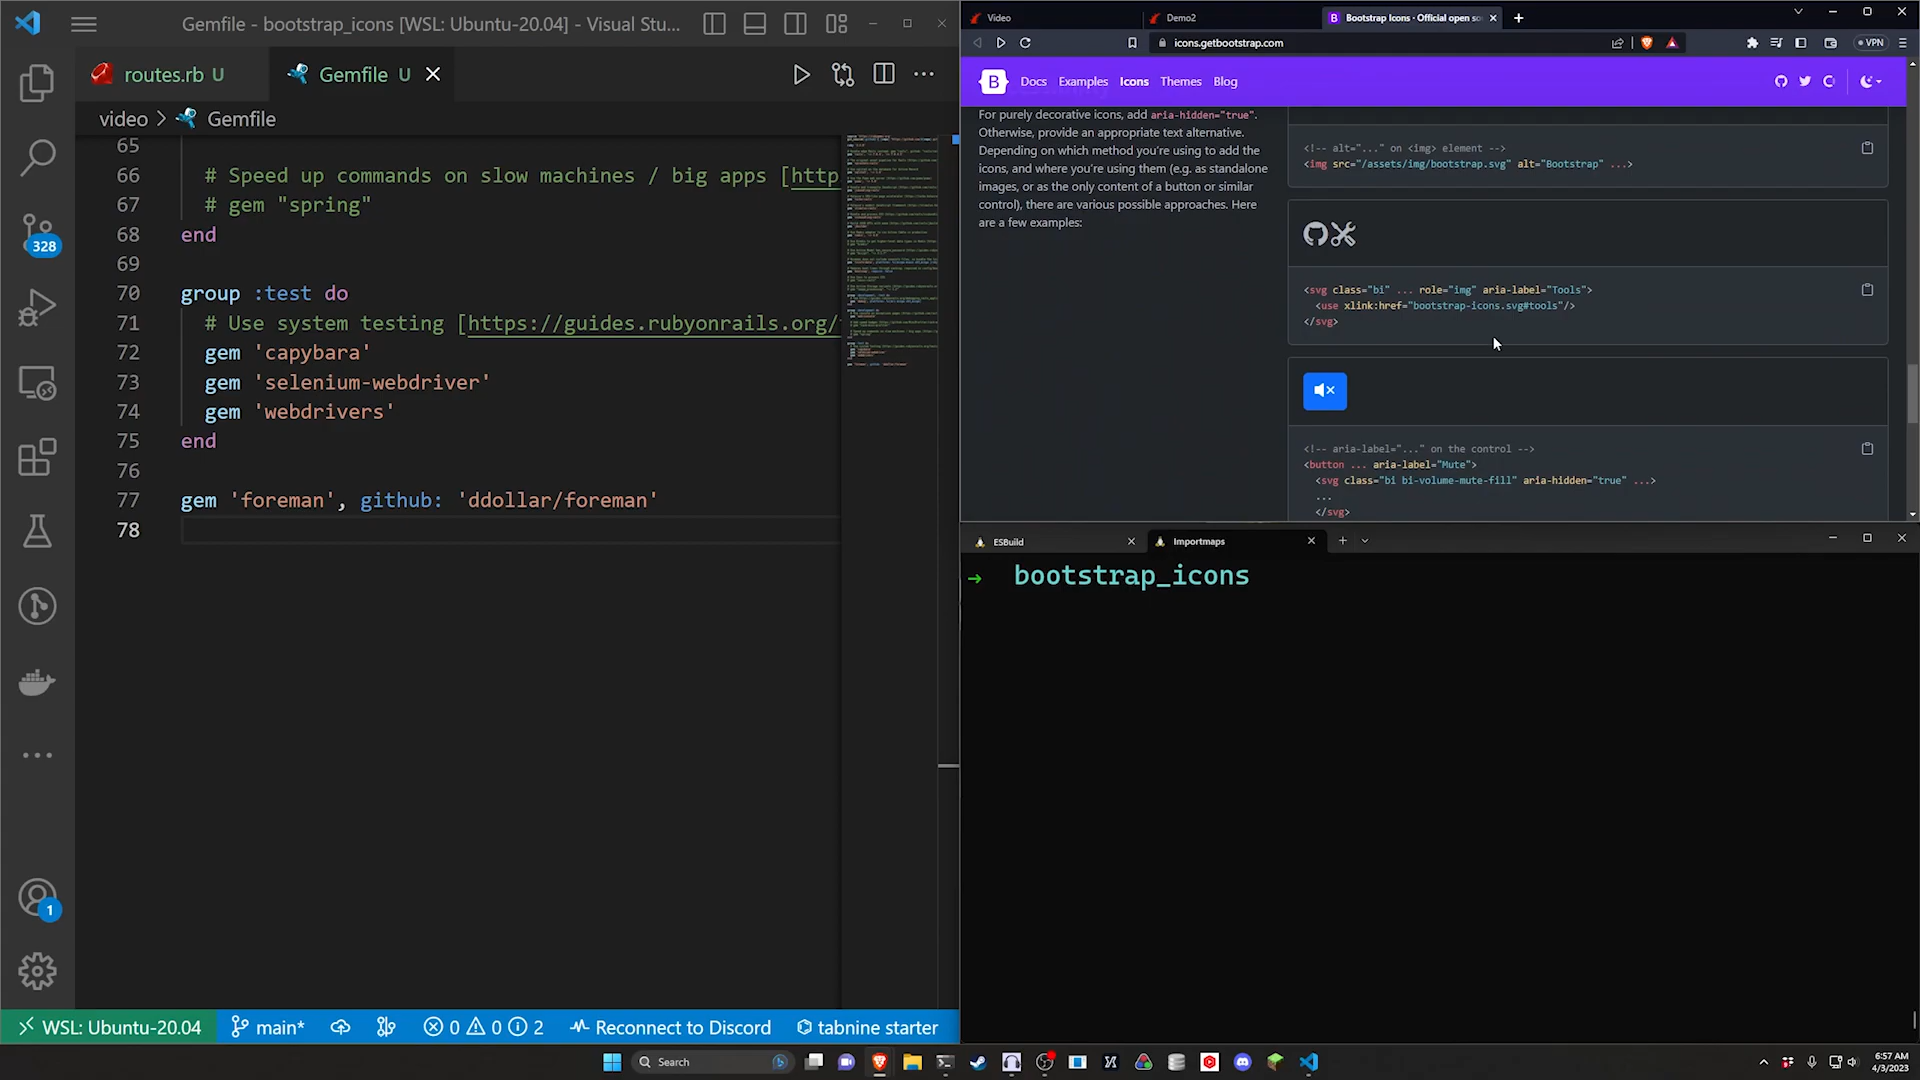 Gemfile - bootstrap_icons [WSL: Ubuntu-20.04] - Visual Stu...
routes.rb U
Gemfile U
video > Gemfile
65
66 # Speed up commands on slow machines / big apps [http
67 # gem "spring"
68 end
69
70 group :test do
71 # Use system testing [https://guides.rubyonrails.org/
72 gem 'capybara'
73 gem 'selenium-webdriver'
74 gem 'webdrivers'
75 end
76
77 gem 'foreman', github: 'ddollar/foreman'
78
328
1
WSL: Ubuntu-20.04 main* 0 0 2 Reconnect to Discord tabnine starter
Video
Demo2
Bootstrap Icons · Official open so
icons.getbootstrap.com
VPN
B Docs Examples Icons Themes Blog
For purely decorative icons, add aria-hidden="true".
Otherwise, provide an appropriate text alternative.
Depending on which method you're using to add the
icons, and where you're using them (e.g. as standalone
images, or as the only content of a button or similar
control), there are various possible approaches. Here
are a few examples:
<!-- alt="..." on <img> element -->
<img src="/assets/img/bootstrap.svg" alt="Bootstrap" ...>
<svg class="bi" ... role="img" aria-label="Tools">
<use xlink:href="bootstrap-icons.svg#tools"/>
</svg>
<!-- aria-label="..." on the control -->
<button ... aria-label="Mute">
<svg class="bi bi-volume-mute-fill" aria-hidden="true" ...>
...
</svg>
ESBuild
Importmaps
➜ bootstrap_icons
Search
6:57 AM
4/3/2023